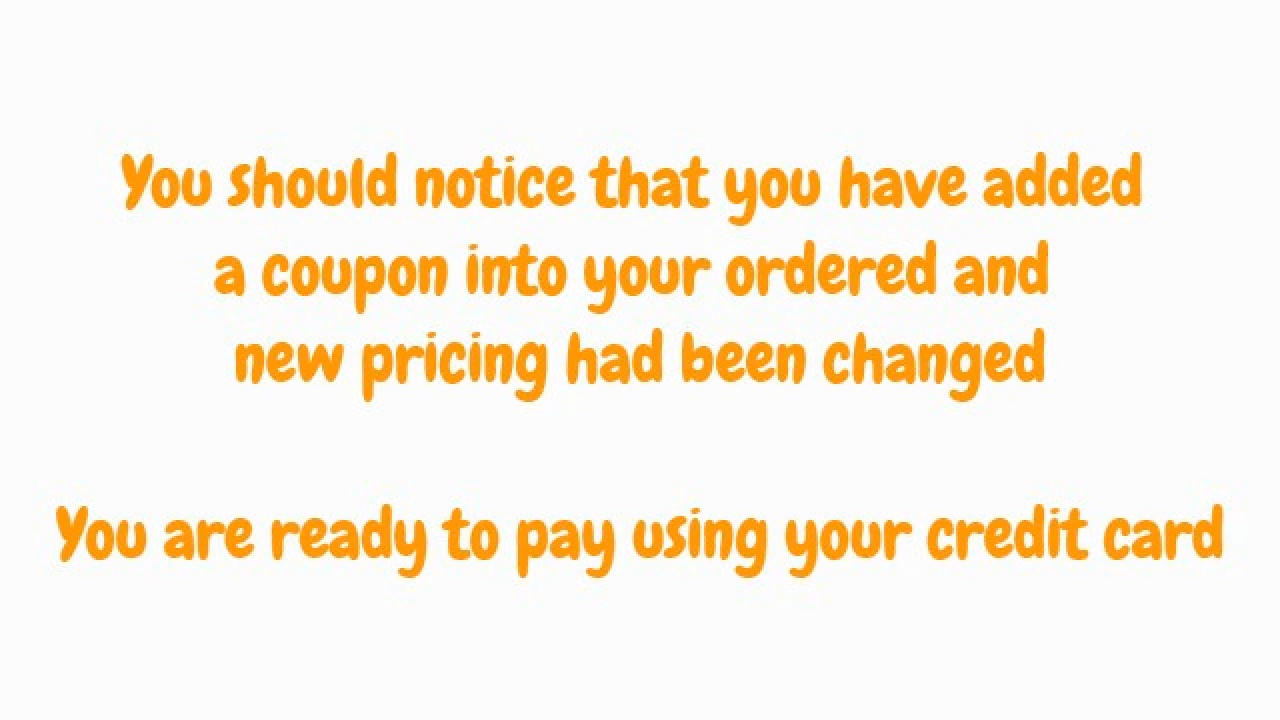 You should notice that you have added
a coupon into your ordered and
new pricing had been changed
You are ready to pay using your credit card